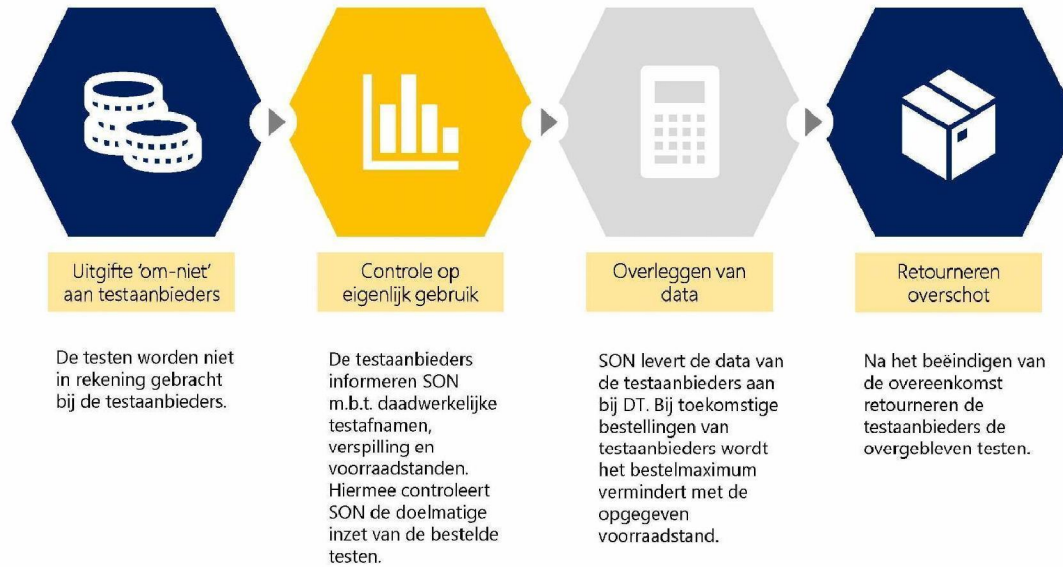 Uitgifte 'om-niet'
aan testaanbieders
De testen worden niet
in rekening gebracht
bij de testaanbieders.
Controle op
eigenlijk gebruik
De testaanbieders
informeren SON
m.b.t. daadwerkelijke
testafnamen,
verspilling en
voorraadstanden.
Hiermee controleert
SON de doelmatige
inzet van de bestelde
testen.
Overleggen van
data
SON levert de data van
de testaanbieders aan
bij DT. Bij toekomstige
bestellingen van
testaanbieders wordt
het bestelmaximum
vermindert met de
opgegeven
voorraadstand.
Retourneren
overschot
Na het beëindigen van
de overeenkomst
retourneren de
testaanbieders de
overgebleven testen.